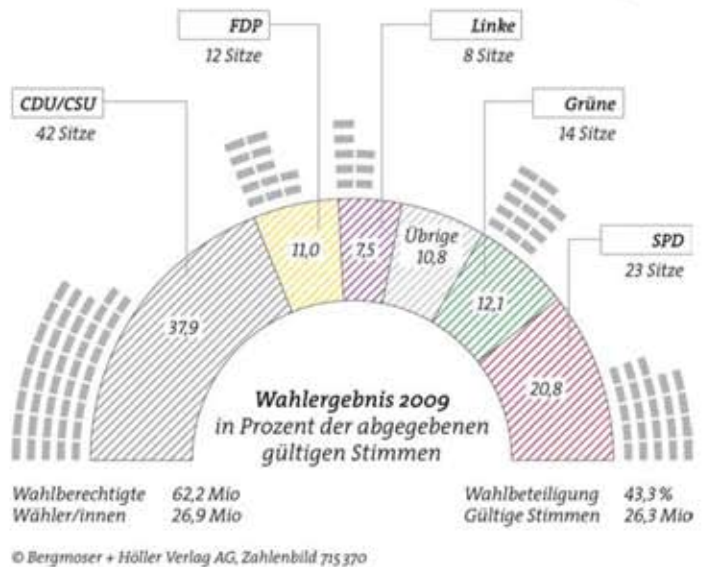 FDP
12 Sitze
Linke
8 Sitze
CDU/CSU
42 Sitze
Grüne
14 Sitze
SPD
23 Sitze
37,9
11,0
7,5
Übrige
10,8
12,1
20,8
Wahlergebnis 2009
in Prozent der abgegebenen
gültigen Stimmen
Wahlberechtigte 62,2 Mio
Wähler/innen 26,9 Mio
Wahlbeteiligung 43,3 %
Gültige Stimmen 26,3 Mio
© Bergmoser + Höller Verlag AG, Zahlenbild 715 370